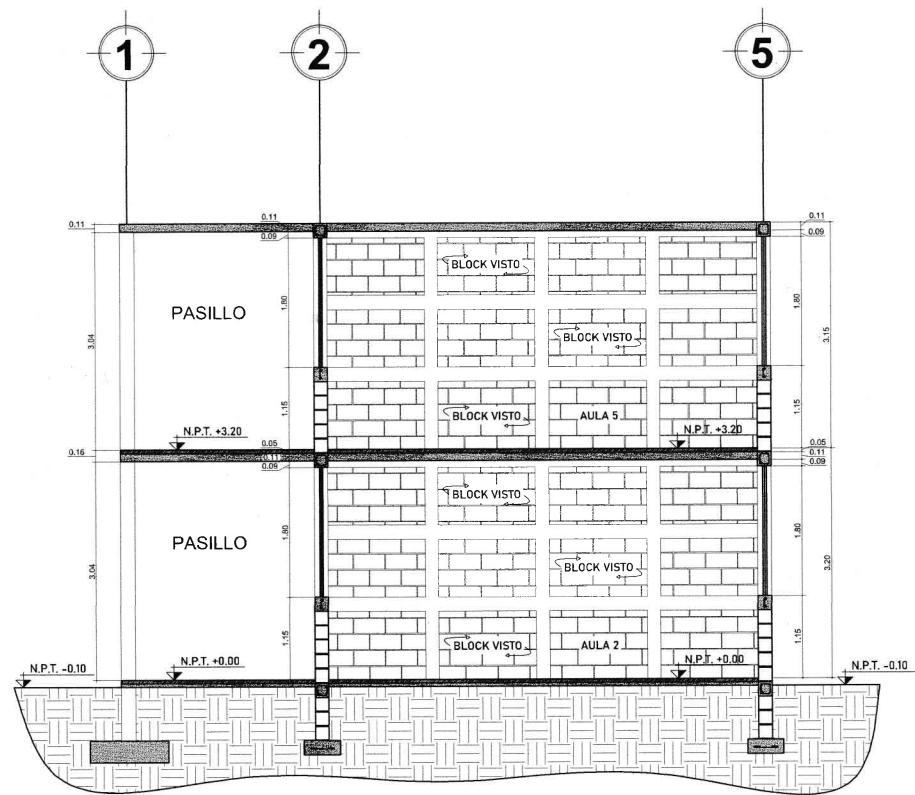 1
2
5
0.11
0.11
0.11
0.09
0.09
BLOCK VISTO
PASILLO
1.80
1.80
BLOCK VISTO
3.04
3.15
1.15
BLOCK VISTO
AULA 5
1.15
N.P.T. +3.20
N.P.T. +3.20
0.05
0.05
0.16
0.11
0.11
0.09
0.09
BLOCK VISTO
PASILLO
1.80
1.80
BLOCK VISTO
3.04
3.20
1.15
BLOCK VISTO
AULA 2
1.15
N.P.T. -0.10
N.P.T. +0.00
N.P.T. +0.00
N.P.T. -0.10